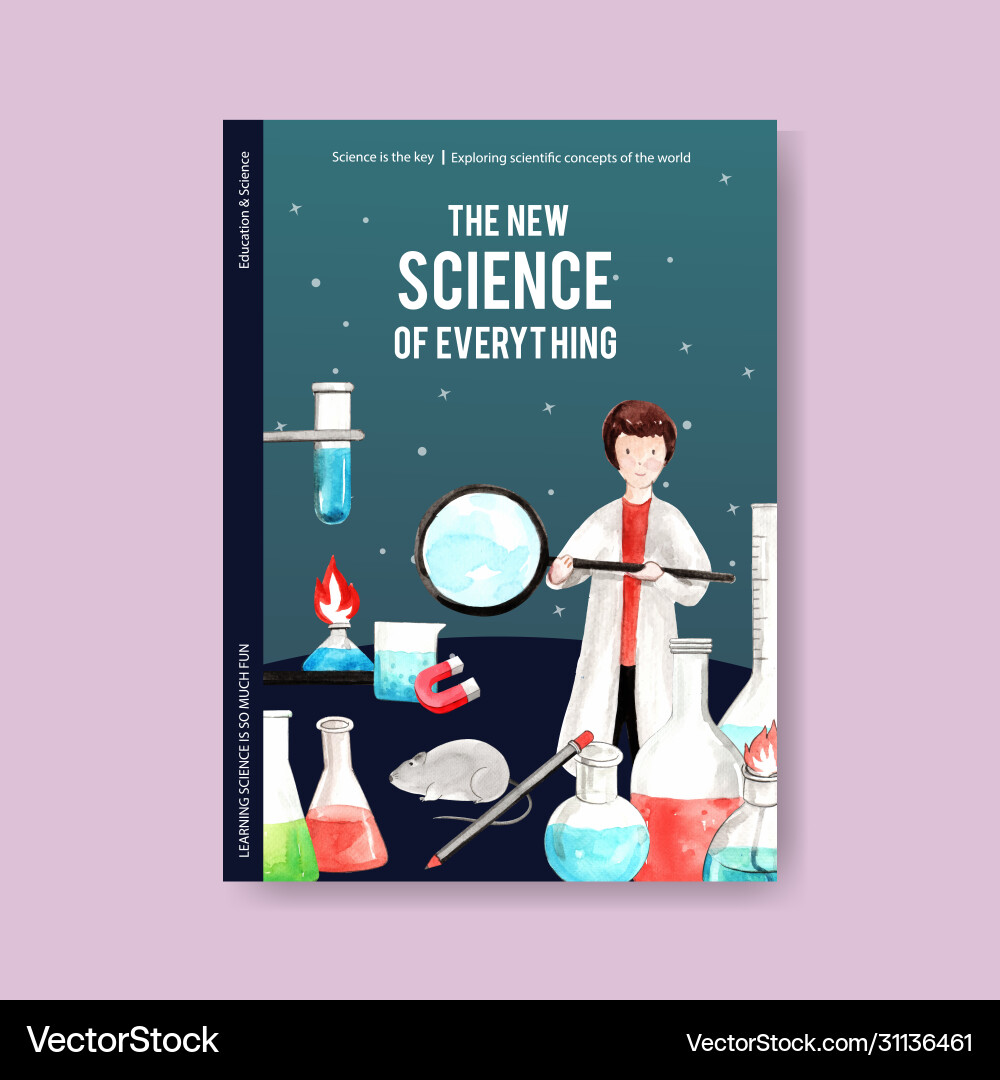 Science is the key | Exploring scientific concepts of the world
THE NEW
SCIENCE
OF EVERYTHING
Education & Science
LEARNING SCIENCE IS SO MUCH FUN
VectorStock
VectorStock.com/31136461